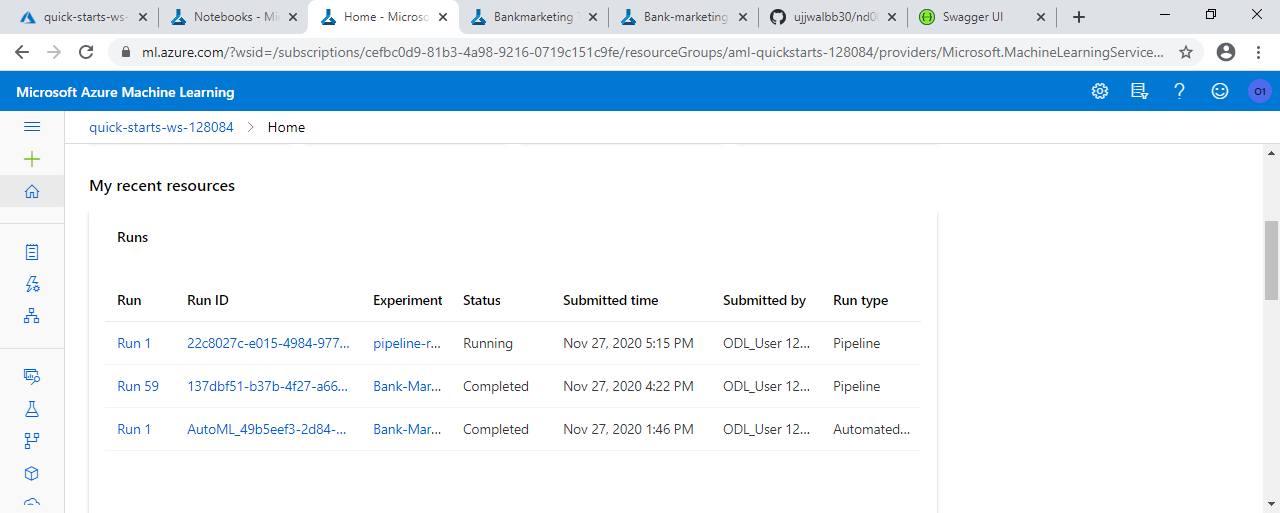 quick-starts-ws-
Notebooks - Mi
Home - Microso
Bankmarketing
Bank-marketing
ujjwalbb30/nd0
Swagger UI
ml.azure.com/?wsid=/subscriptions/cefbc0d9-81b3-4a98-9216-0719c151c9fe/resourceGroups/aml-quickstarts-128084/providers/Microsoft.MachineLearningService...
Microsoft Azure Machine Learning
O1
quick-starts-ws-128084 > Home
My recent resources
Runs
Run Run ID Experiment Status Submitted time Submitted by Run type
Run 1 22c8027c-e015-4984-977... pipeline-r... Running Nov 27, 2020 5:15 PM ODL_User 12... Pipeline
Run 59 137dbf51-b37b-4f27-a66... Bank-Mar... Completed Nov 27, 2020 4:22 PM ODL_User 12... Pipeline
Run 1 AutoML_49b5eef3-2d84-... Bank-Mar... Completed Nov 27, 2020 1:46 PM ODL_User 12... Automated...